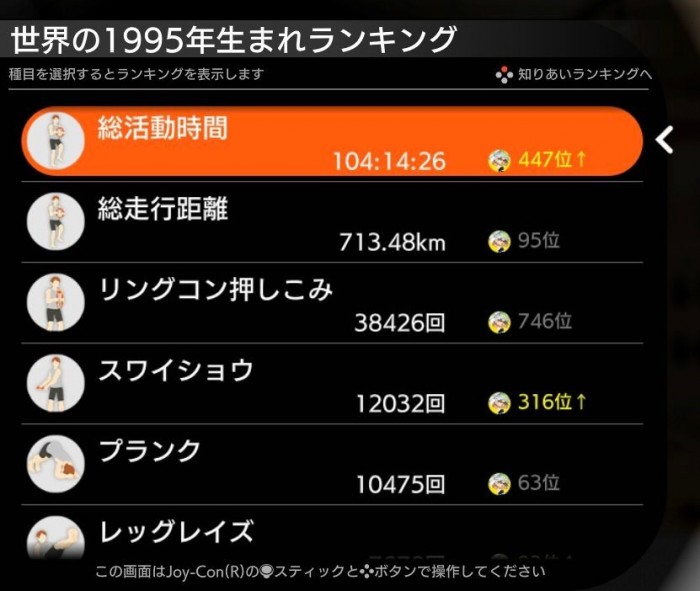 世界の1995年生まれランキング
種目を選択するとランキングを表示します 知りあいランキングへ
総活動時間
104:14:26 447位↑
総走行距離
713.48km 95位
リングコン押しこみ
38426回 746位
スワイショウ
12032回 316位↑
プランク
10475回 63位
レッグレイズ
この画面はJoy-Con(R)のスティックとボタンで操作してください